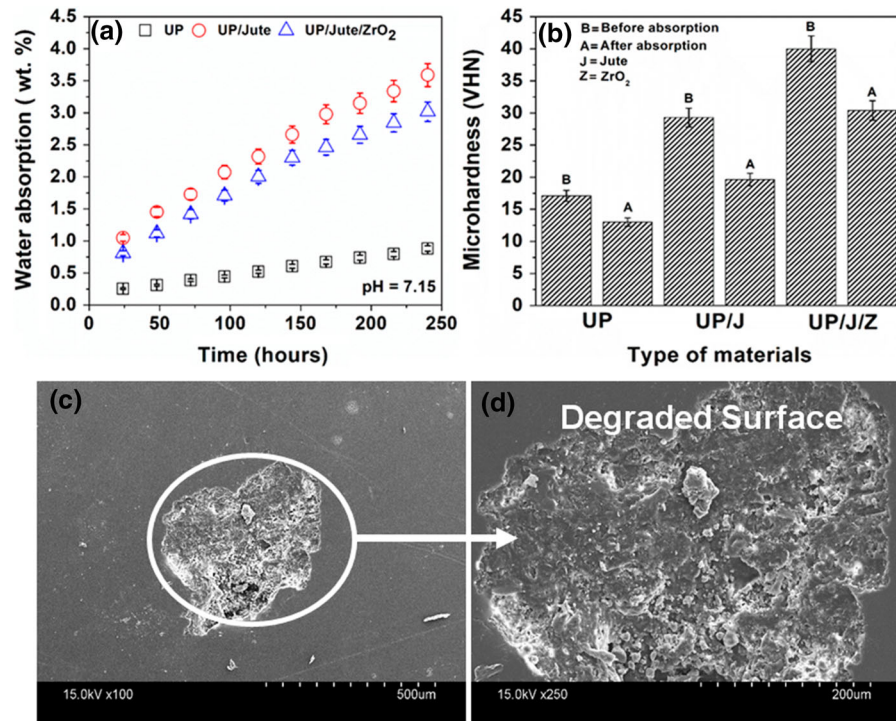 (a)
UP UP/Jute UP/Jute/ZrO₂
4.5
4.0
3.5
3.0
2.5
2.0
1.5
1.0
0.5
0.0
Water absorption ( wt. %)
pH = 7.15
0 50 100 150 200 250
Time (hours)
(b)
B= Before absorption
A= After absorption
J= Jute
Z= ZrO₂
45
40
35
30
25
20
15
10
5
0
Microhardness (VHN)
B
A
B
A
B
A
UP UP/J UP/J/Z
Type of materials
(c)
15.0kV x100 500um
(d)
Degraded Surface
15.0kV x250 200um